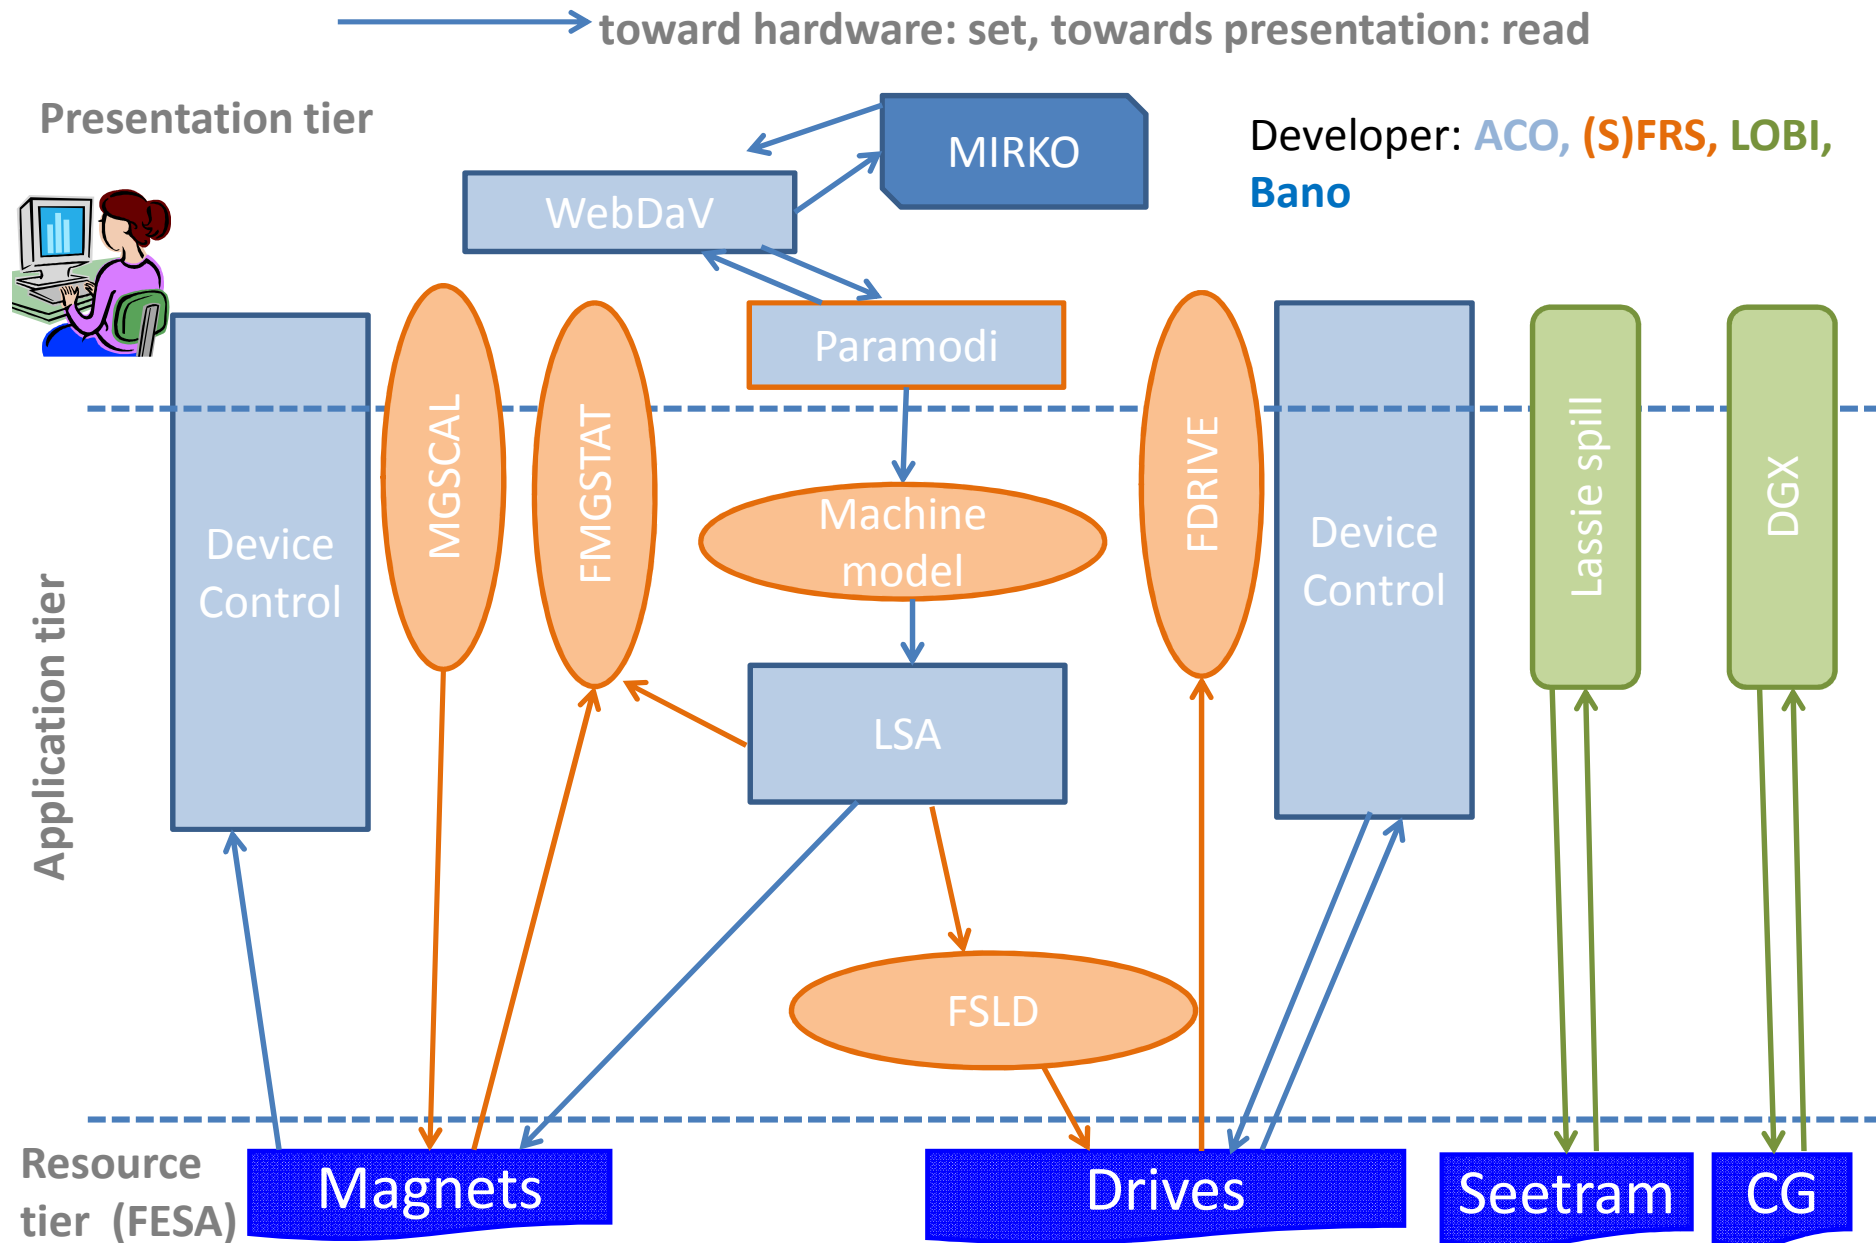 toward hardware: set, towards presentation: read
Presentation tier
MIRKO
Developer: ACO, (S)FRS, LOBI,
Bano
WebDaV
Paramodi
MGSCAL
FMGSTAT
FDRIVE
Lassie spill
DGX
Device
Control
Machine
model
Device
Control
Application tier
LSA
FSLD
Resource
tier (FESA)
Magnets
Drives
Seetram
CG